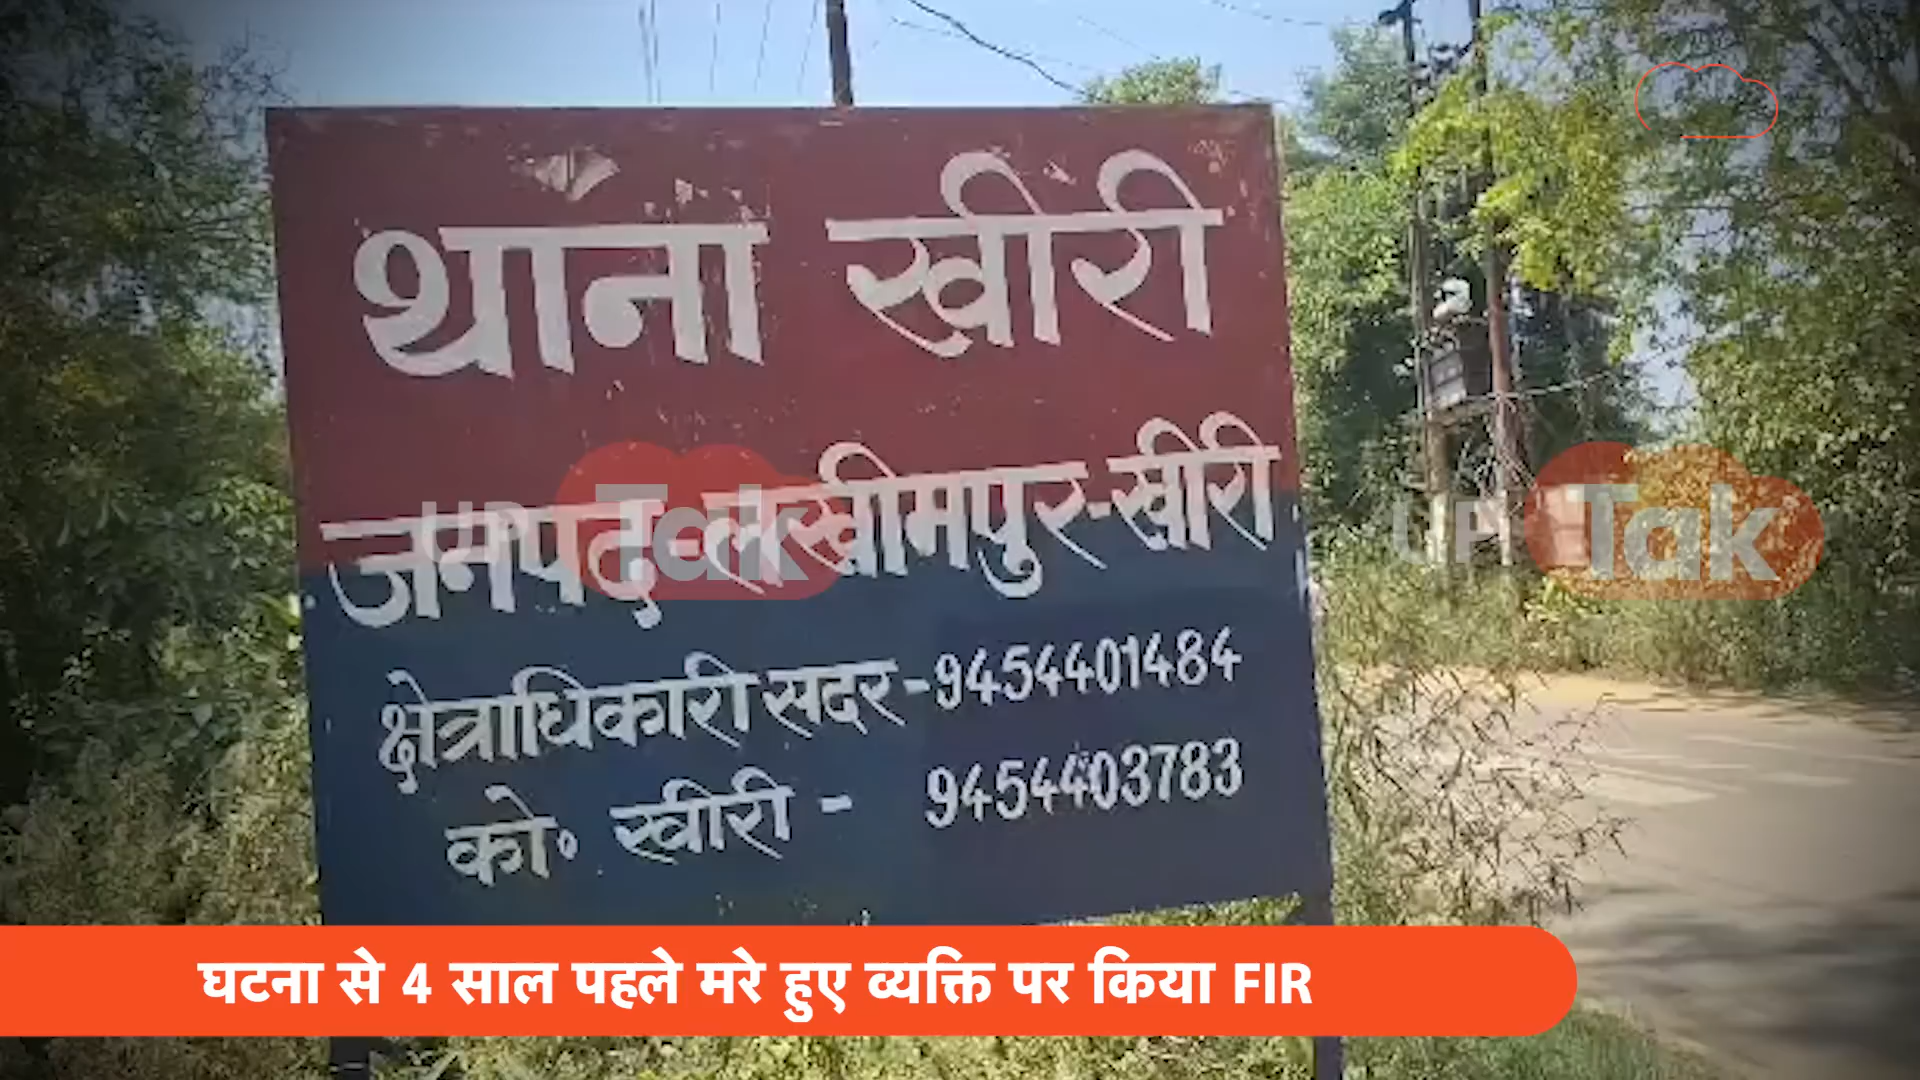 थाना खीरी
जनपद-लखीमपुर-खीरी
क्षेत्राधिकारी सदर-9454401484
को० खीरी - 9454403783
UP Tak
UP Tak
घटना से 4 साल पहले मरे हुए व्यक्ति पर किया FIR